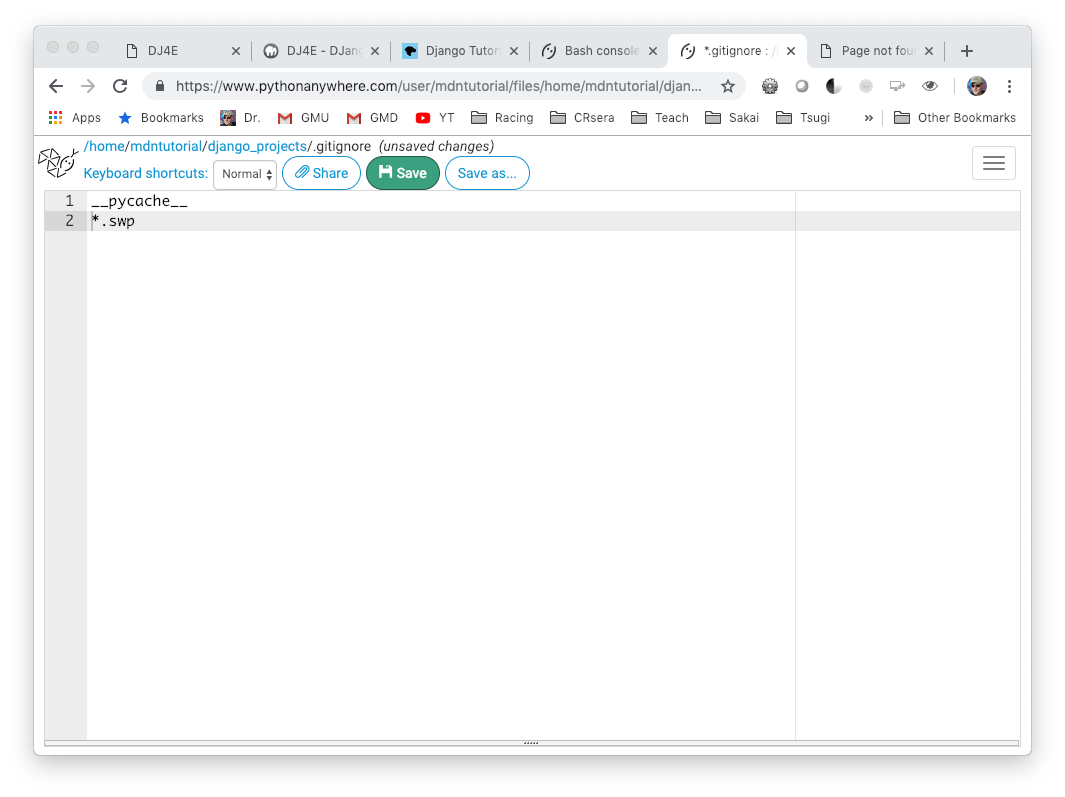 DJ4E
DJ4E - DJang
Django Tutori
Bash console
*.gitignore : /
Page not fou
https://www.pythonanywhere.com/user/mdntutorial/files/home/mdntutorial/djan...
Apps
Bookmarks
Dr.
GMU
GMD
YT
Racing
CRsera
Teach
Sakai
Tsugi
»
Other Bookmarks
/home/mdntutorial/django_projects/.gitignore (unsaved changes)
Keyboard shortcuts: Normal Share Save Save as...
1 __pycache__
2 *.swp